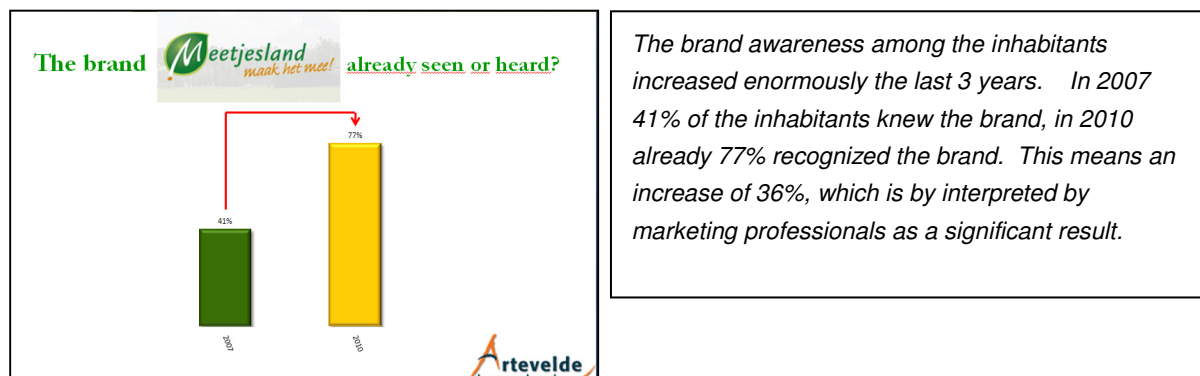 The brand Meetjesland already seen or heard?
maak het mee!
77%
41%
2007
2010
Artevelde
The brand awareness among the inhabitants
increased enormously the last 3 years. In 2007
41% of the inhabitants knew the brand, in 2010
already 77% recognized the brand. This means an
increase of 36%, which is by interpreted by
marketing professionals as a significant result.